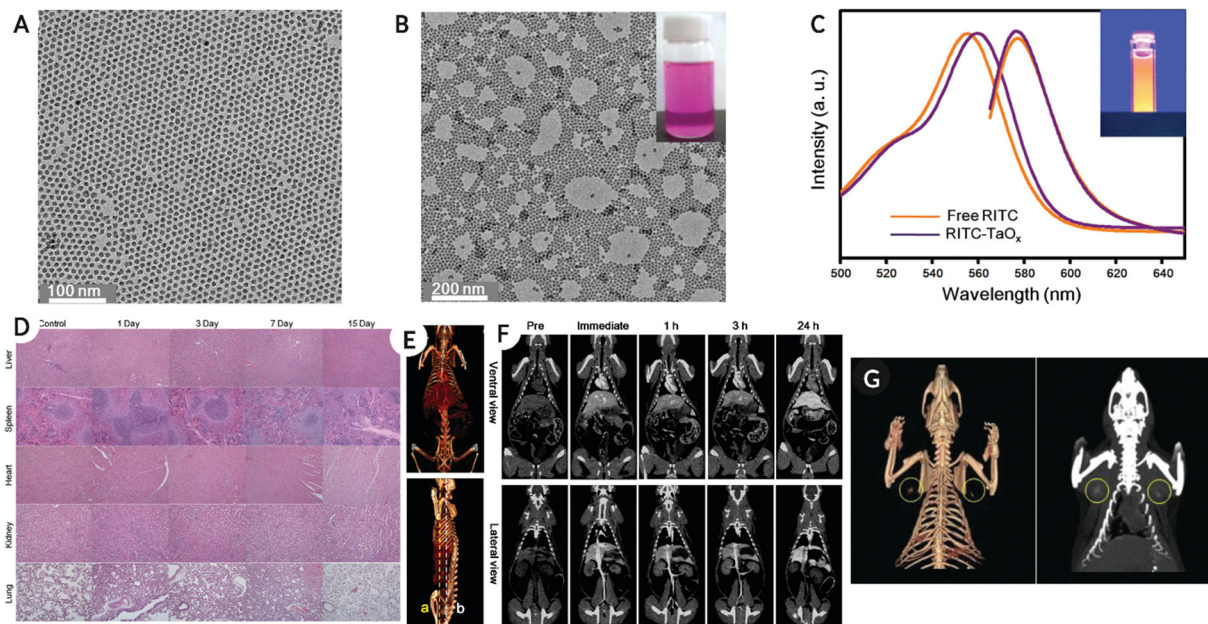 A
100 nm
B
200 nm
C
Intensity (a. u.)
Free RITC
RITC-TaOx
500 520 540 560 580 600 620 640
Wavelength (nm)
D
Control 1 Day 3 Day 7 Day 15 Day
Liver
Spleen
Heart
Kidney
Lung
E
a b
F
Pre Immediate 1 h 3 h 24 h
Ventral view
Lateral view
G